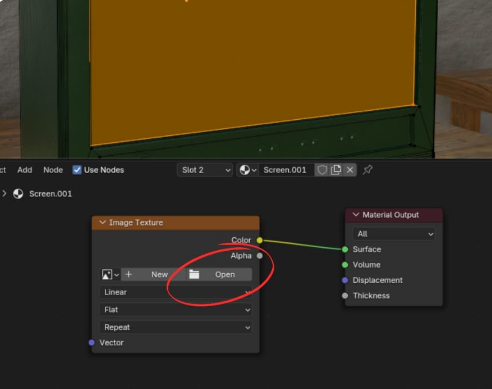 ct Add Node Use Nodes Slot 2 Screen.001
Screen.001
Image Texture
Color
Alpha
New Open
Linear
Flat
Repeat
Vector
Material Output
All
Surface
Volume
Displacement
Thickness